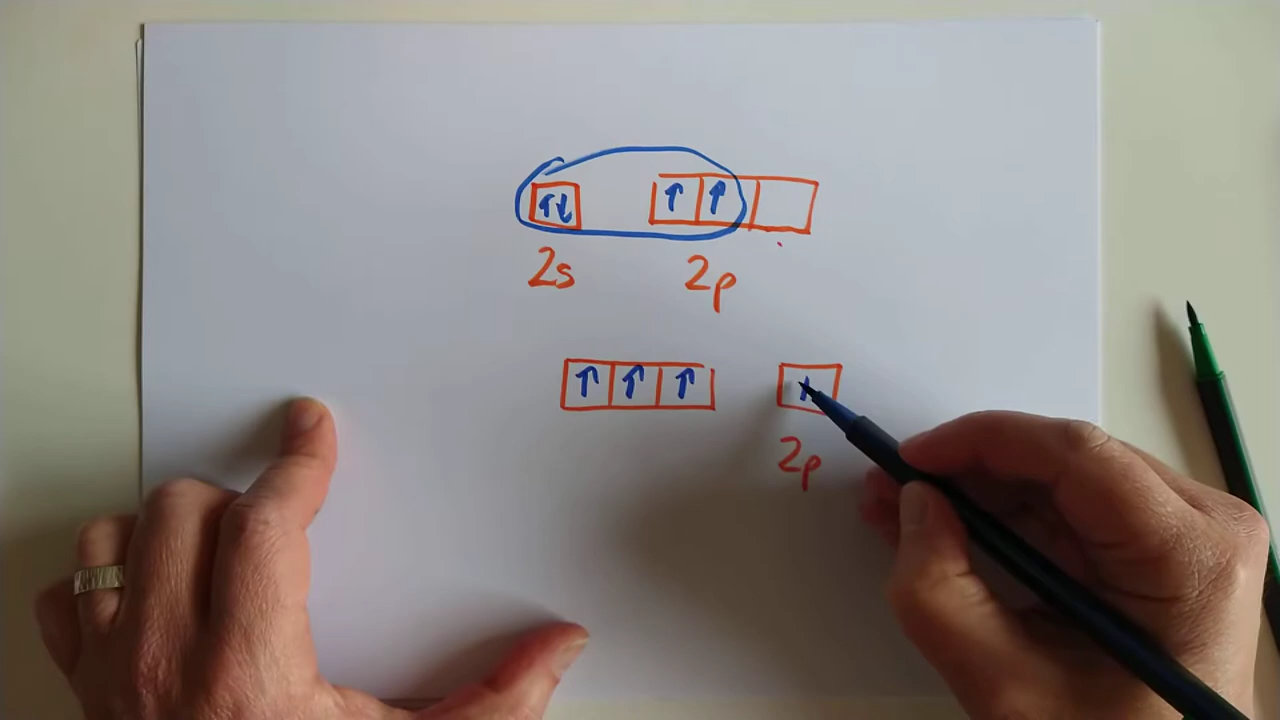 ↑↓ ↑ ↑
2s 2p
↑ ↑ ↑ ↑
2p